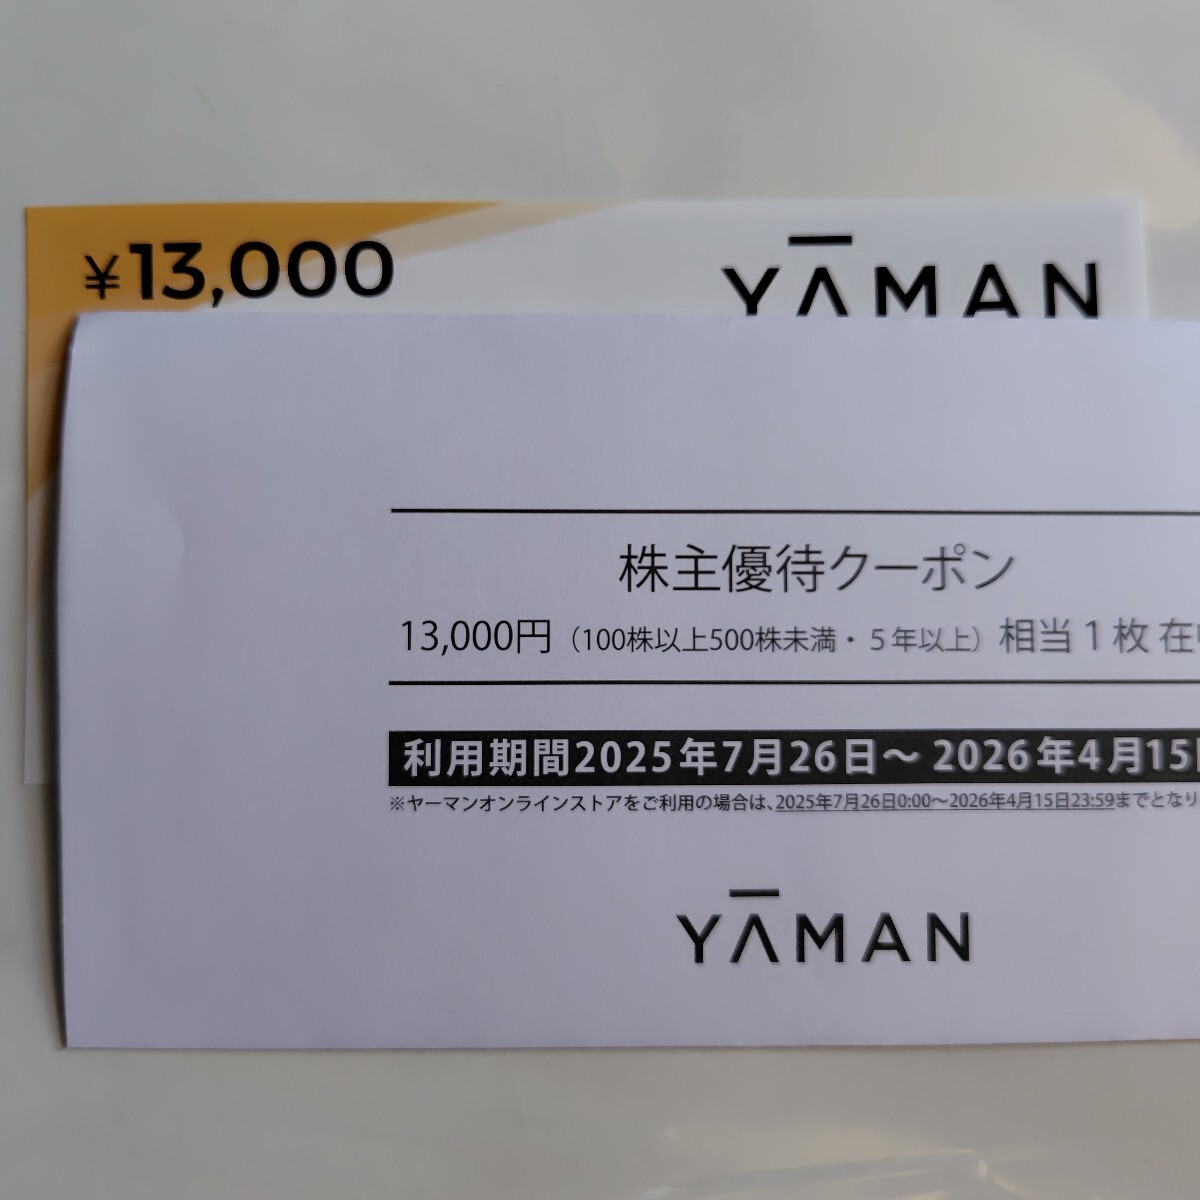 ¥13,000
YĀMAN
株主優待クーポン
13,000円（100株以上500株未満・５年以上）相当１枚 在
利用期間2025年7月26日〜2026年4月15
※ヤーマンオンラインストアをご利用の場合は、2025年7月26日0:00〜2026年4月15日23:59までとなり
YĀMAN